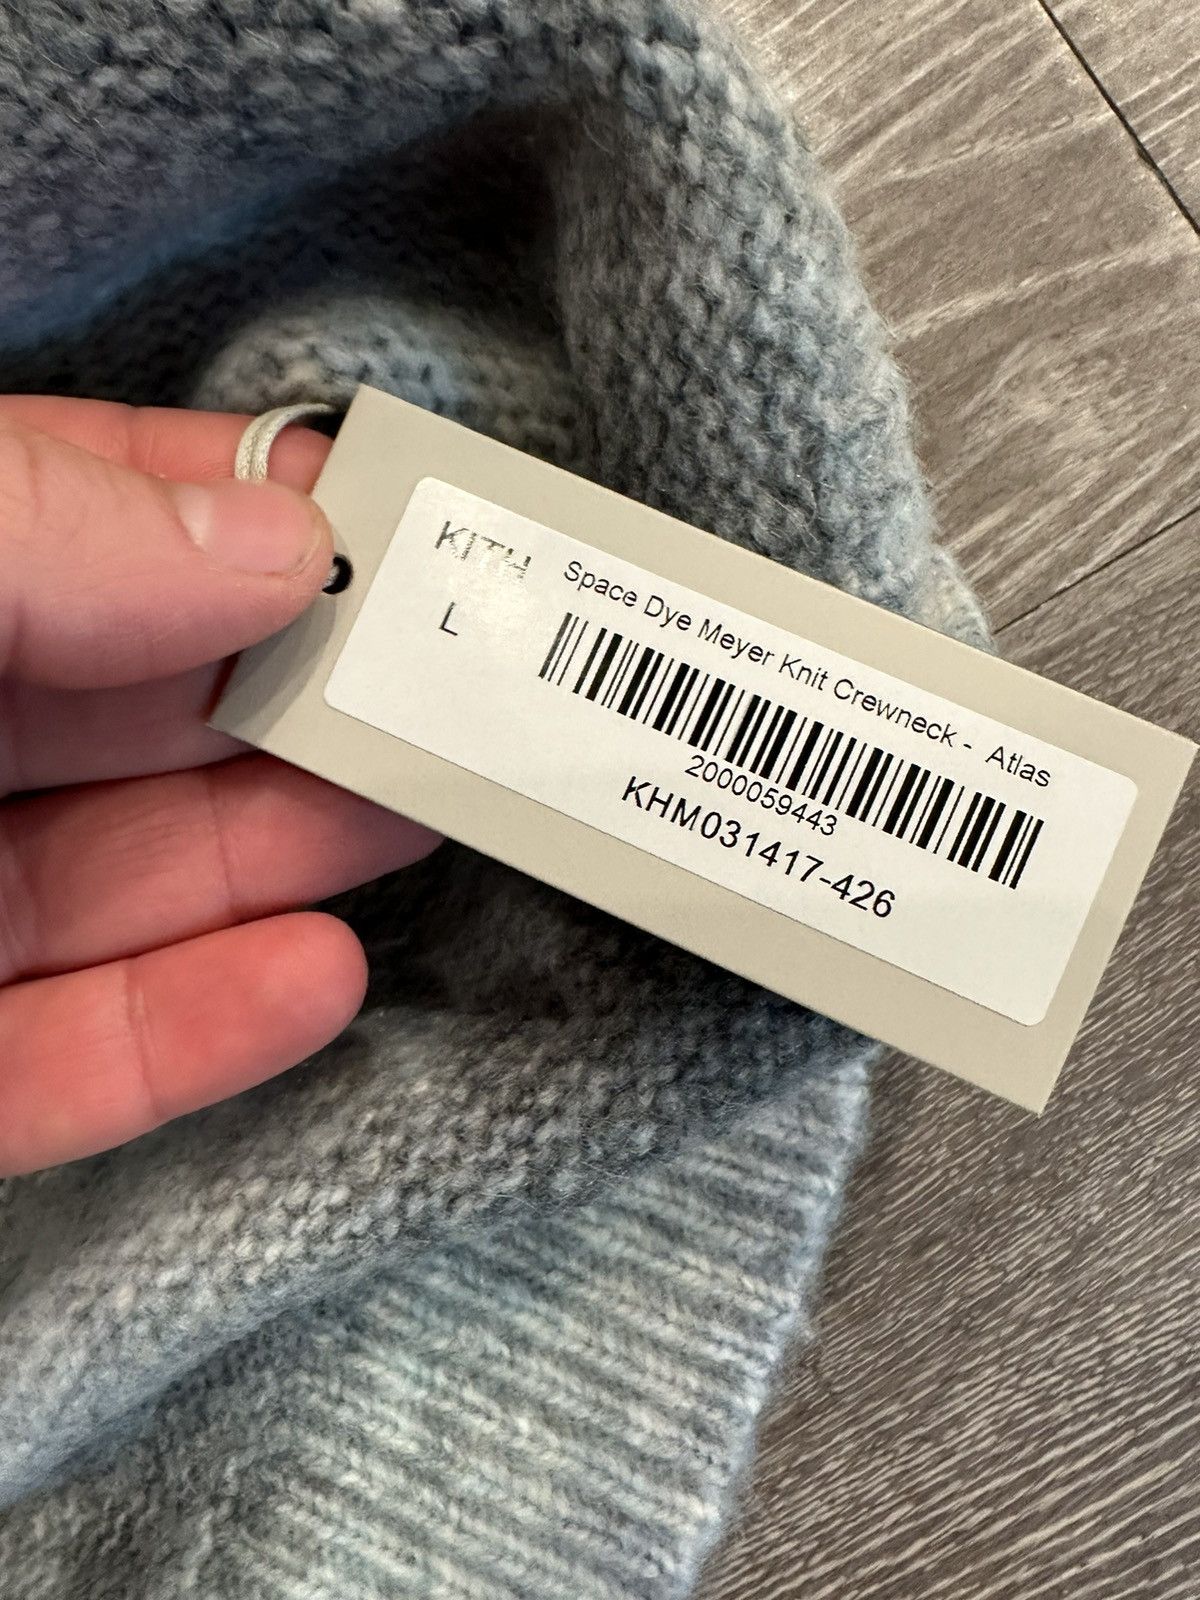 KITH
L
Space Dye Meyer Knit Crewneck - Atlas
2000059443
KHM031417-426